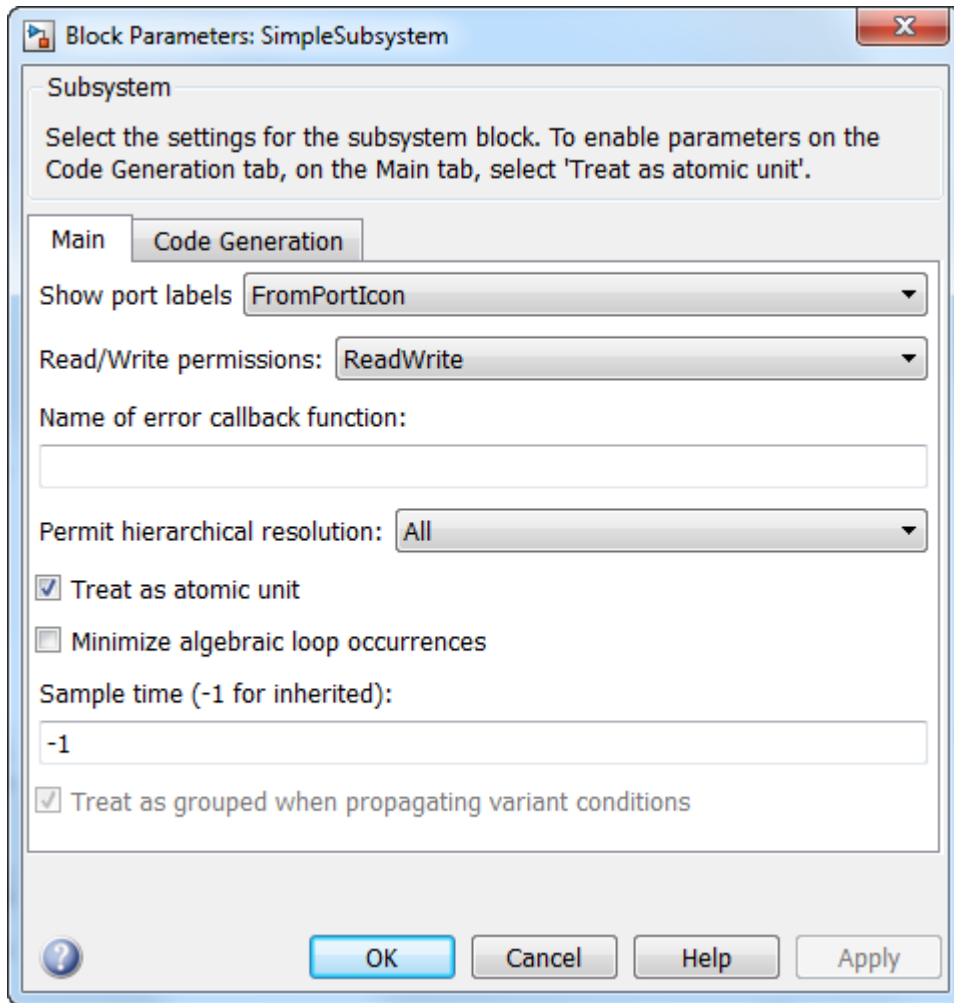 Block Parameters: SimpleSubsystem
Subsystem
Select the settings for the subsystem block. To enable parameters on the
Code Generation tab, on the Main tab, select 'Treat as atomic unit'.
Main Code Generation
Show port labels FromPortIcon
Read/Write permissions: ReadWrite
Name of error callback function:
Permit hierarchical resolution: All
Treat as atomic unit
Minimize algebraic loop occurrences
Sample time (-1 for inherited):
-1
Treat as grouped when propagating variant conditions
? OK Cancel Help Apply